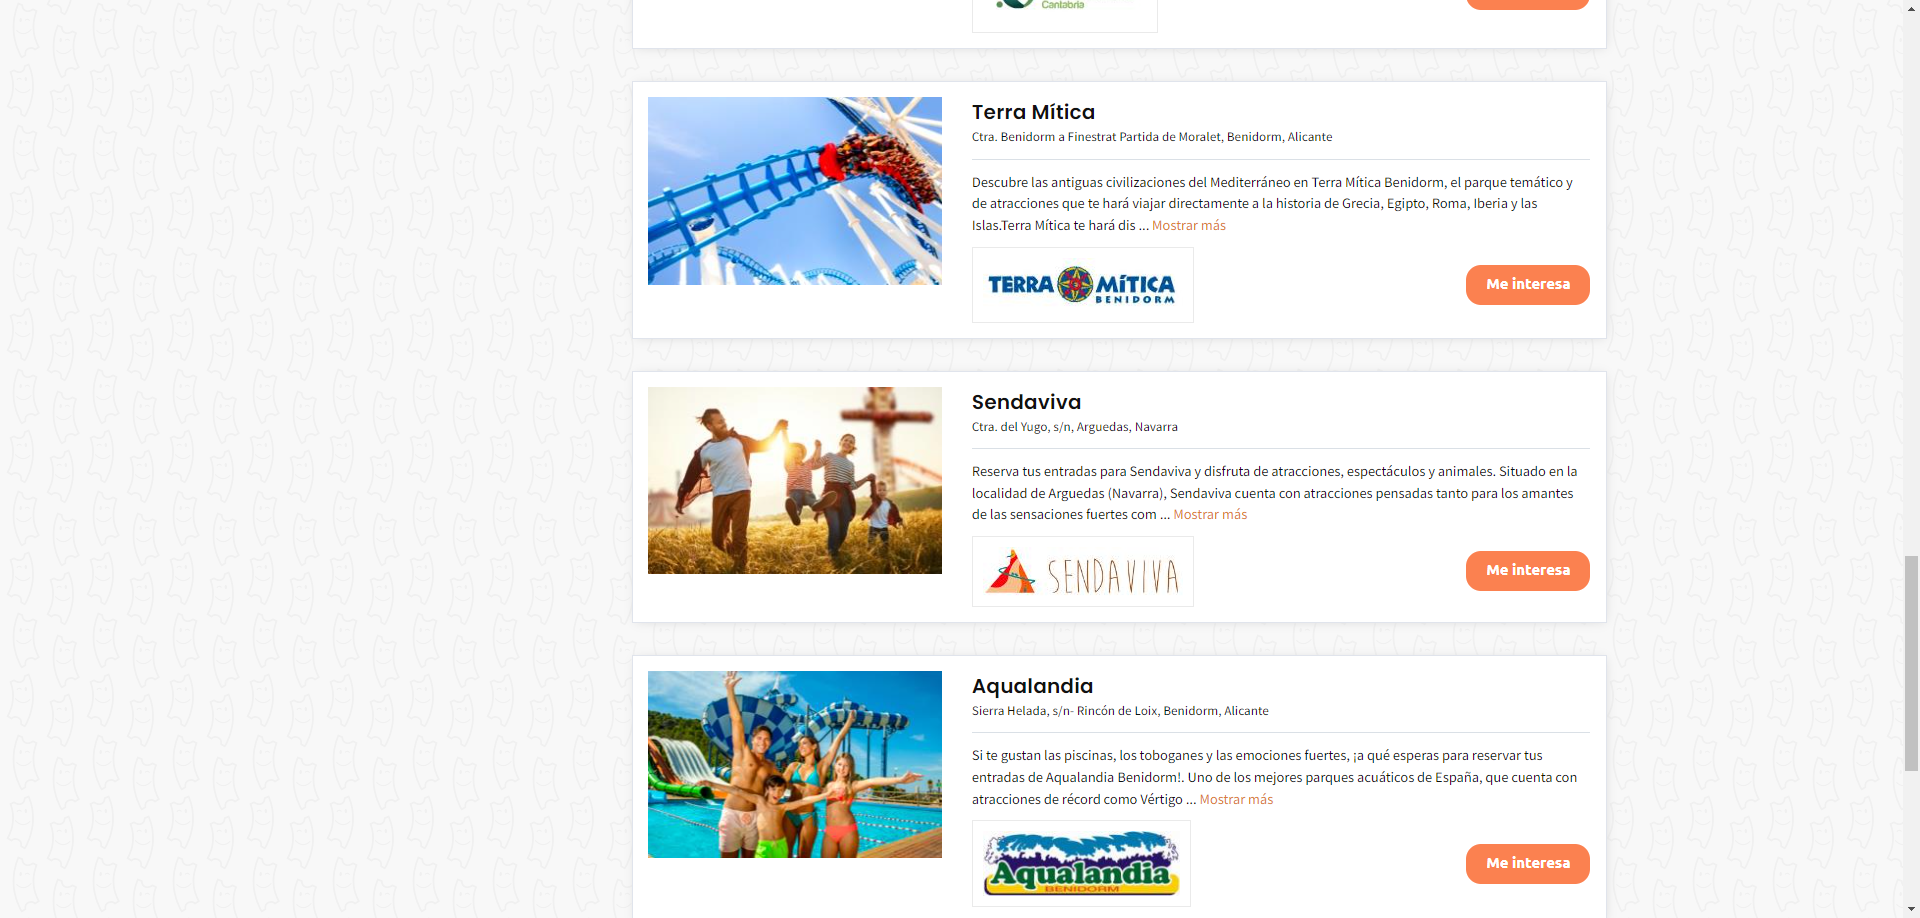 Cantabria
Terra Mítica
Ctra. Benidorm a Finestrat Partida de Moralet, Benidorm, Alicante
Descubre las antiguas civilizaciones del Mediterráneo en Terra Mítica Benidorm, el parque temático y
de atracciones que te hará viajar directamente a la historia de Grecia, Egipto, Roma, Iberia y las
Islas.Terra Mítica te hará dis ... Mostrar más
TERRA MÍTICA
BENIDORM
Me interesa
Sendaviva
Ctra. del Yugo, s/n, Arguedas, Navarra
Reserva tus entradas para Sendaviva y disfruta de atracciones, espectáculos y animales. Situado en la
localidad de Arguedas (Navarra), Sendaviva cuenta con atracciones pensadas tanto para los amantes
de las sensaciones fuertes com ... Mostrar más
SENDAVIVA
Me interesa
Aqualandia
Sierra Helada, s/n- Rincón de Loix, Benidorm, Alicante
Si te gustan las piscinas, los toboganes y las emociones fuertes, ¡a qué esperas para reservar tus
entradas de Aqualandia Benidorm!. Uno de los mejores parques acuáticos de España, que cuenta con
atracciones de récord como Vértigo ... Mostrar más
Aqualandia
BENIDORM
Me interesa